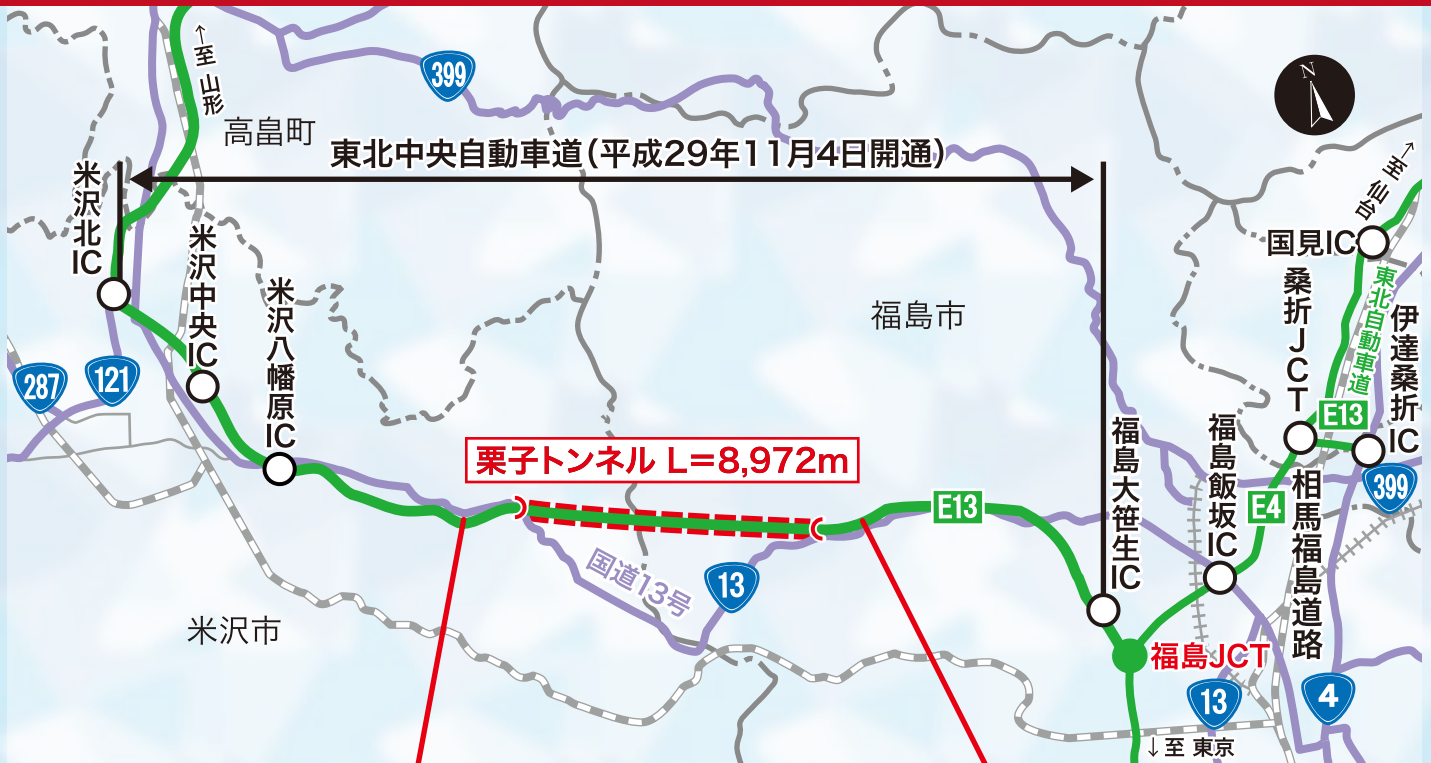 ←至 山形
399
高畠町
N
東北中央自動車道（平成29年11月4日開通）
米沢北IC
米沢中央IC
米沢八幡原IC
287
121
福島市
→至 仙台
国見IC
東北自動車道
桑折JCT
伊達桑折IC
E13
399
栗子トンネル L=8,972m
E13
国道13号
13
福島大笹生IC
福島飯坂IC
E4
相馬福島道路
米沢市
福島JCT
13
4
↓至 東京